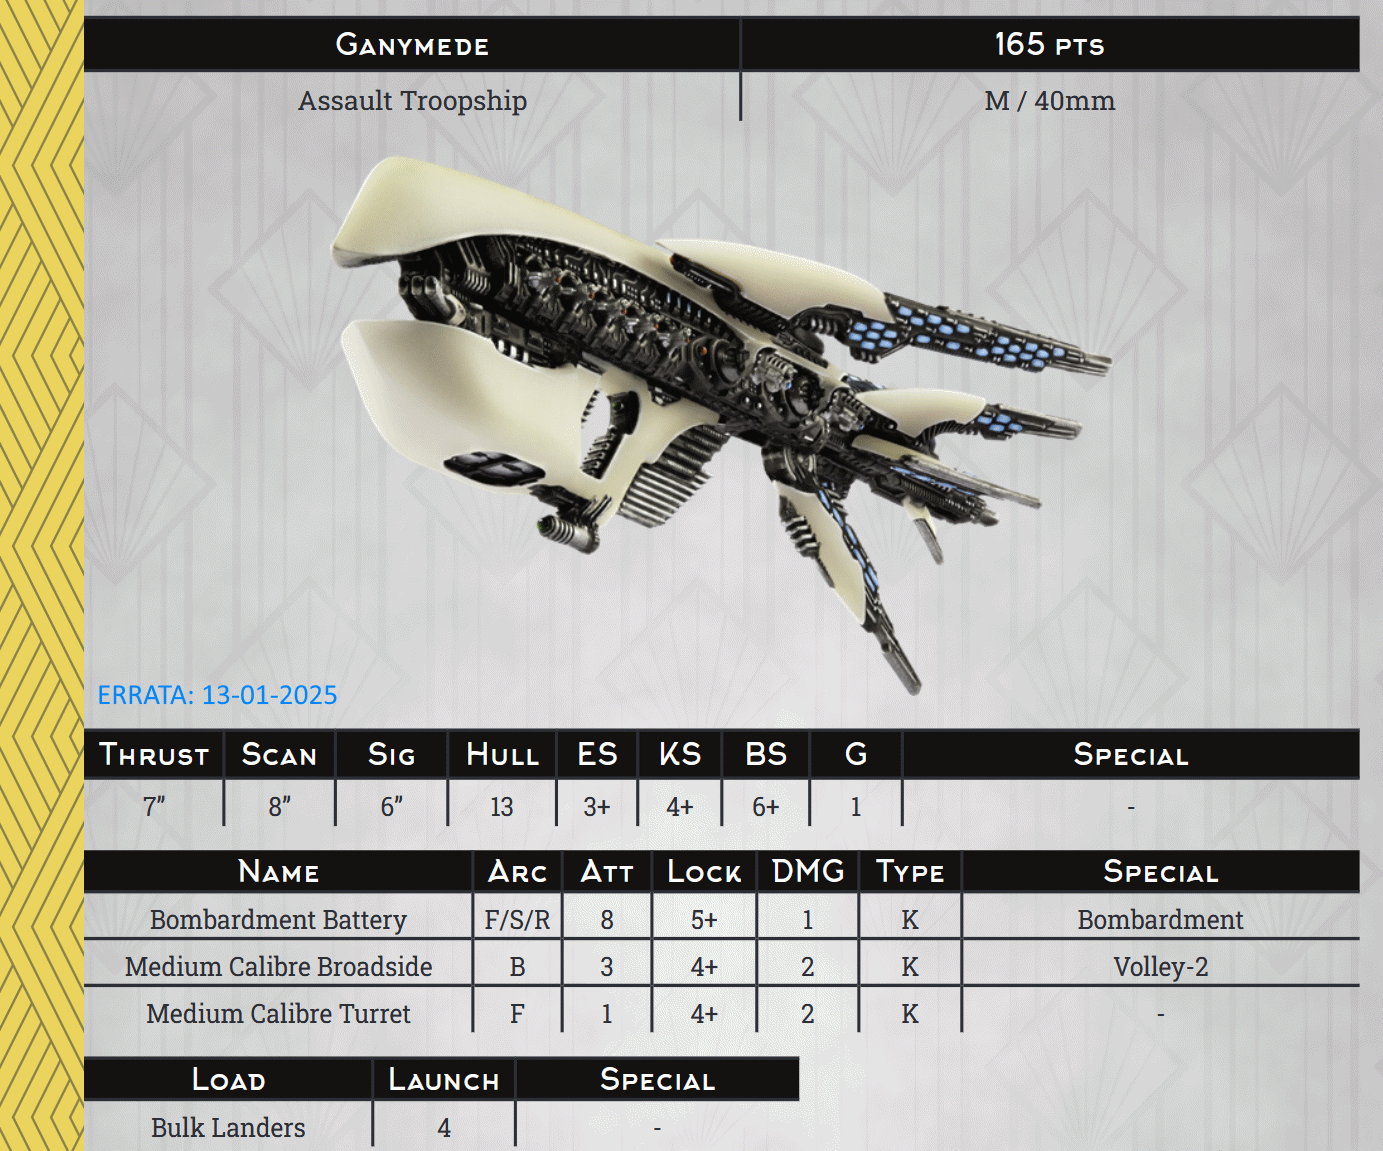 Ganymede 165 pts
Assault Troopship M / 40mm
ERRATA: 13-01-2025
Thrust Scan Sig Hull ES KS BS G Special
7” 8” 6” 13 3+ 4+ 6+ 1 -
Name Arc Att Lock DMG Type Special
Bombardment Battery F/S/R 8 5+ 1 K Bombardment
Medium Calibre Broadside B 3 4+ 2 K Volley-2
Medium Calibre Turret F 1 4+ 2 K -
Load Launch Special
Bulk Landers 4 -